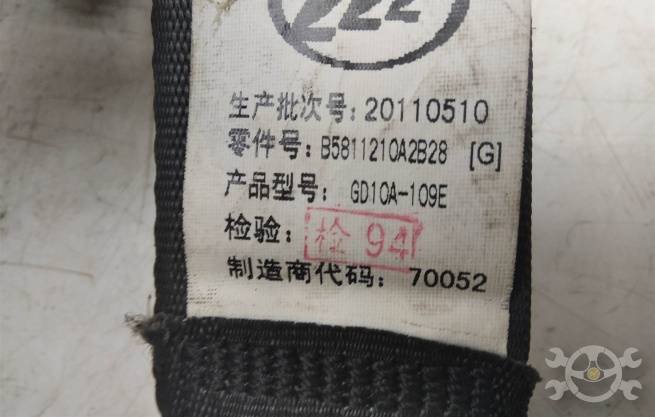 生产批次号: 20110510
零件号: B5811210A2B28 [G]
产品型号: GD10A-109E
检验: 检 94
制造商代码: 70052